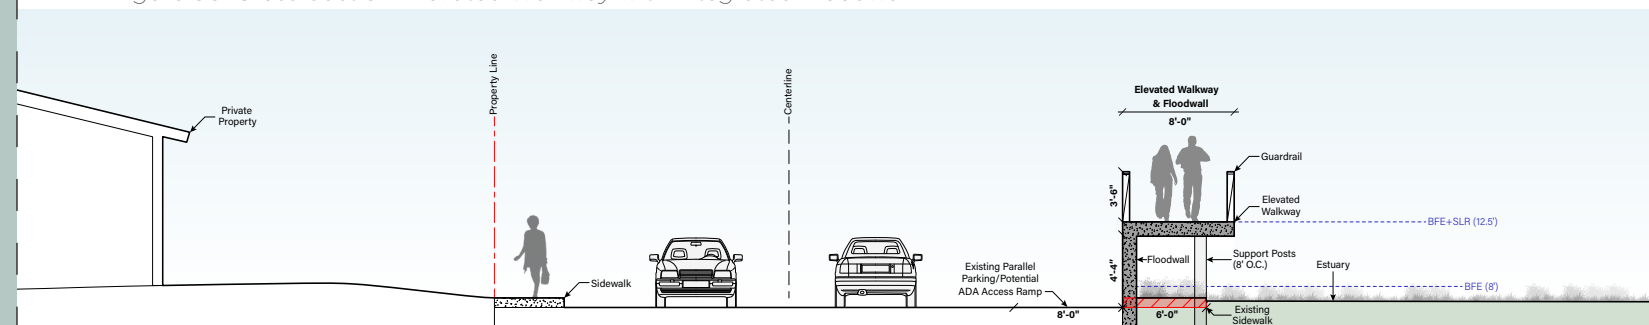 Property Line
Centerline
Elevated Walkway
& Floodwall
8'-0"
Private
Property
Guardrail
3'-6"
Elevated
Walkway
BFE+SLR (12.5')
Floodwall
Support Posts
(8' O.C.)
Existing Parallel
Parking/Potential
ADA Access Ramp
4'-4"
Estuary
Sidewalk
BFE (8')
8'-0"
6'-0"
Existing
Sidewalk